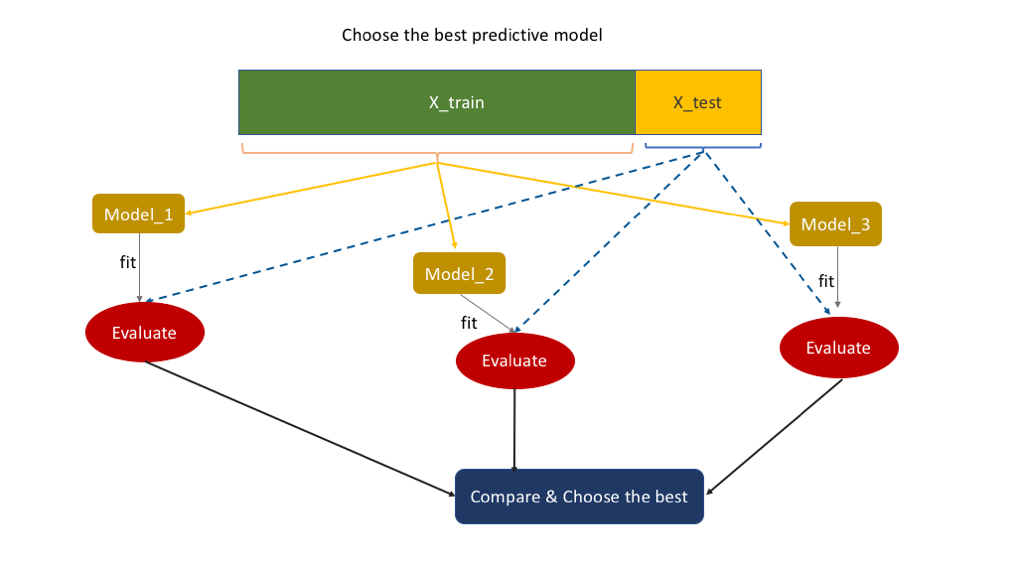 Choose the best predictive model
X_train
X_test
Model_1
Model_3
fit
Model_2
fit
fit
Evaluate
Evaluate
Evaluate
Compare & Choose the best